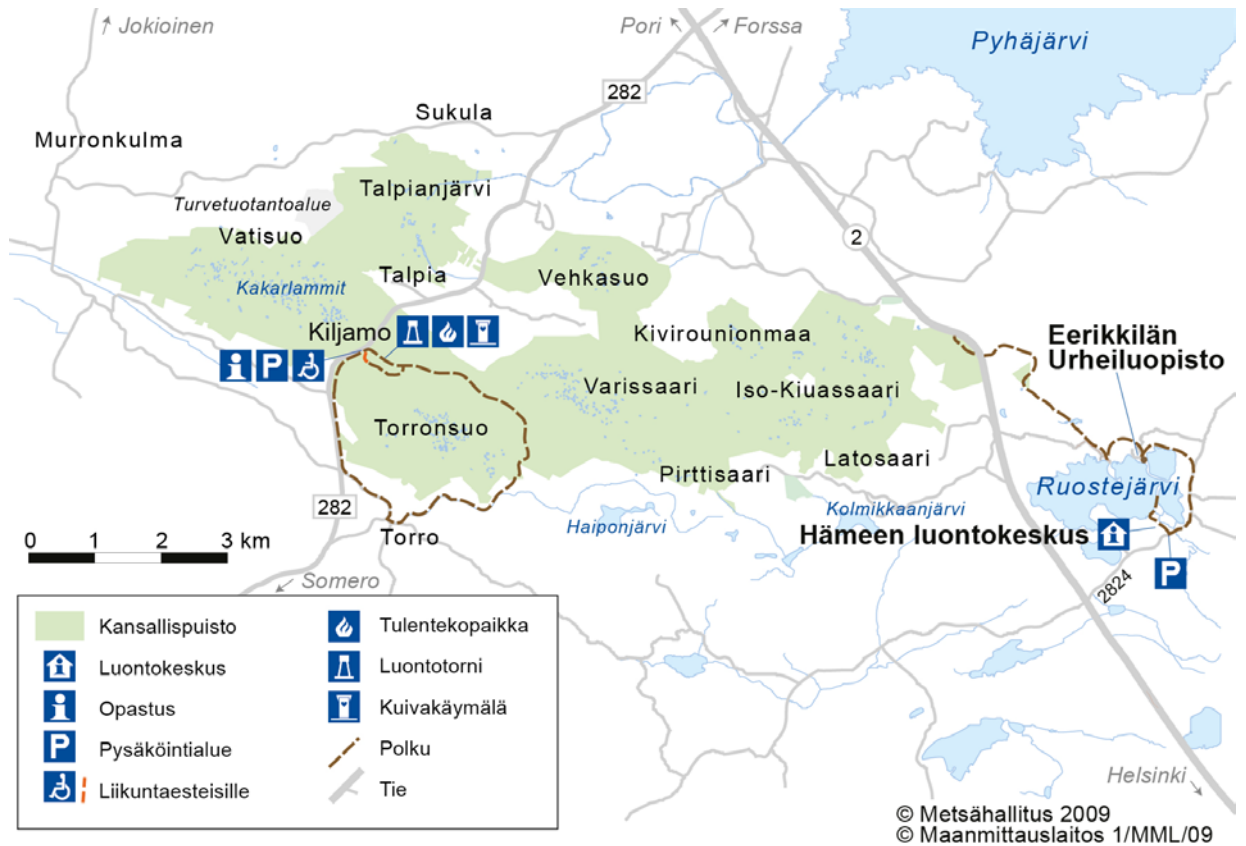 Jokioinen
Pori
Forssa
Pyhäjärvi
282
Sukula
Murronkulma
Talpianjärvi
Turvetuotantoalue
Vatisuo
2
Talpia
Vehkasuo
Kakarlammit
Kiljamo
Kivirounionmaa
Eerikkilän
Urheiluopisto
P
Varissaari
Iso-Kiuassaari
Torronsuo
Latosaari
Pirttisaari
Ruostejärvi
282
Kolmikkaanjärvi
Haiponjärvi
Torro
Hämeen luontokeskus
0 1 2 3 km
P
Somero
2824
Kansallispuisto
Luontokeskus
Opastus
P Pysäköintialue
Liikuntaesteisille
Tulentekopaikka
Luontotorni
Kuivakäymälä
Polku
Tie
Helsinki
© Metsähallitus 2009
© Maanmittauslaitos 1/MML/09